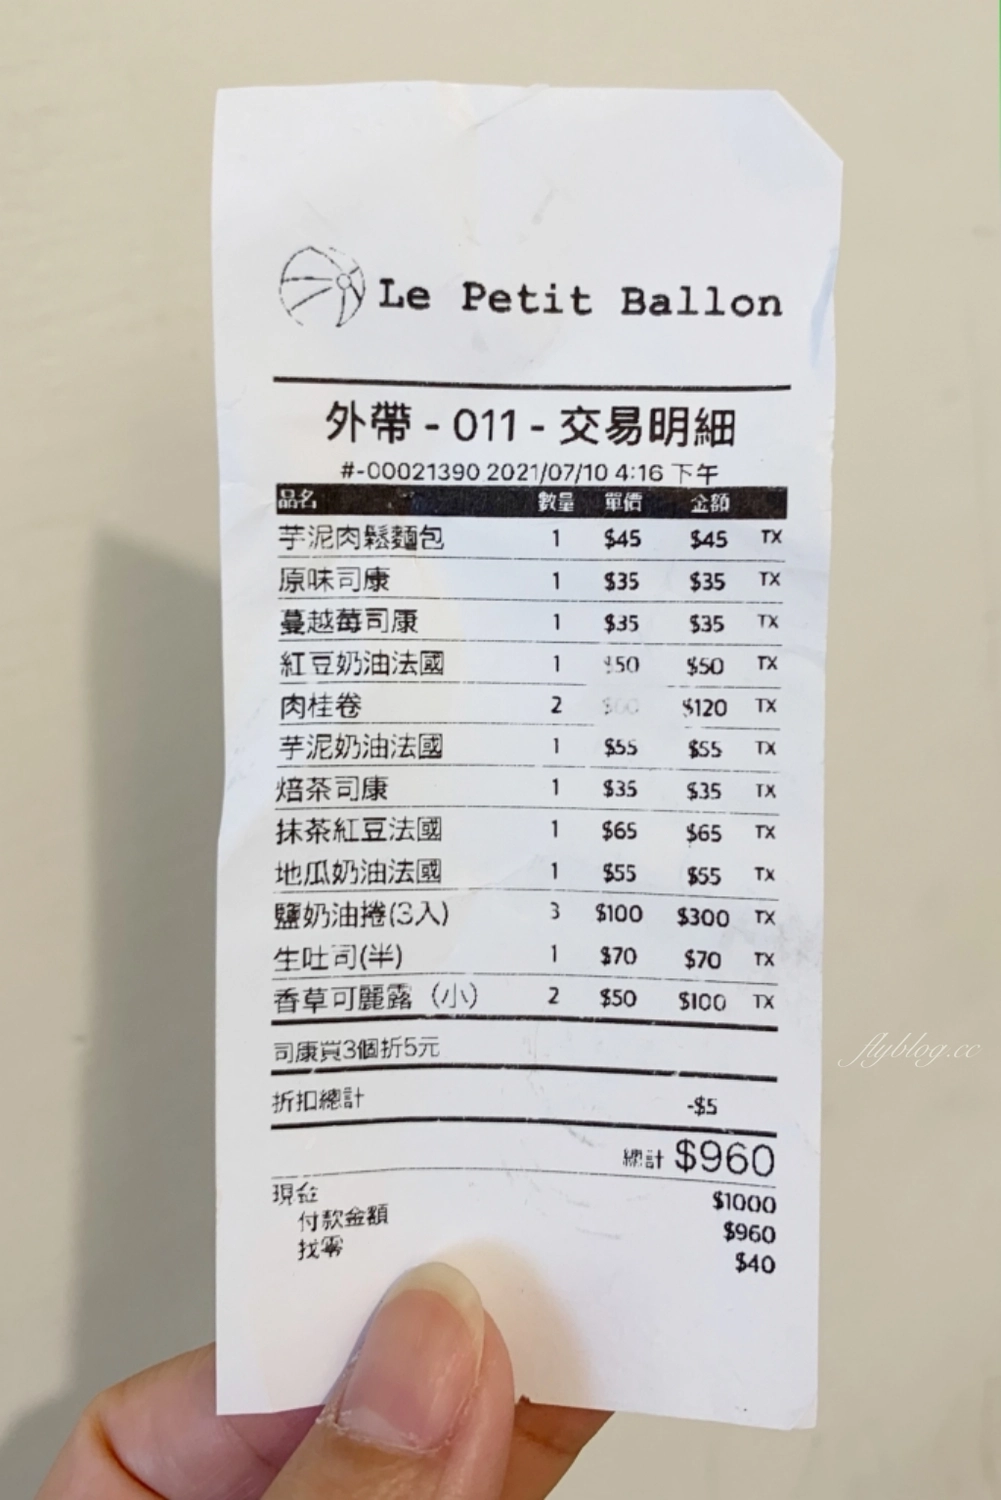 Le Petit Ballon
外帶 - 011 - 交易明細
#-00021390 2021/07/10 4:16 下午
品名 數量 單價 金額
芋泥肉鬆麵包 1 $45 $45 TX
原味司康 1 $35 $35 TX
蔓越莓司康 1 $35 $35 TX
紅豆奶油法國 1 $50 $50 TX
肉桂卷 2 $60 $120 TX
芋泥奶油法國 1 $55 $55 TX
焙茶司康 1 $35 $35 TX
抹茶紅豆法國 1 $65 $65 TX
地瓜奶油法國 1 $55 $55 TX
鹽奶油捲(3入) 3 $100 $300 TX
生吐司(半) 1 $70 $70 TX
香草可麗露（小） 2 $50 $100 TX
司康買3個折5元
折扣總計 -$5
總計 $960
現金 $1000
付款金額 $960
找零 $40
flyblog.cc